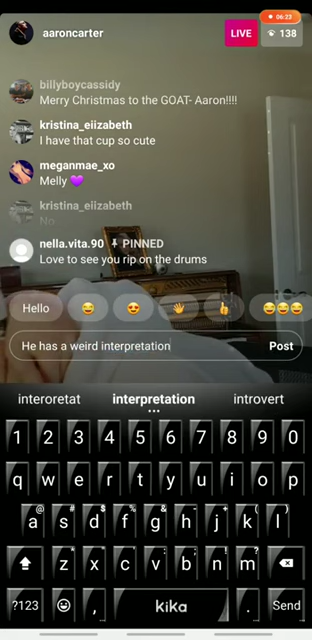 06:22
aaroncarter
LIVE
138
billyboycassidy
Merry Christmas to the GOAT- Aaron!!!!
kristina_eiizabeth
I have that cup so cute
meganmae_xo
Melly 💜
kristina_eiizabeth
No
nella.vita.90 PINNED
Love to see you rip on the drums
Hello 😂 😍 👋 👍 😂😂😂
He has a weird interpretation
Post
interoretat interpretation introvert
1 2 3 4 5 6 7 8 9 0
q w e r t y u i o p
@ # $ % & - + ( )
a s d f g h j k l
* " ' : ; ! ?
z x c v b n m
?123 , kika . Send